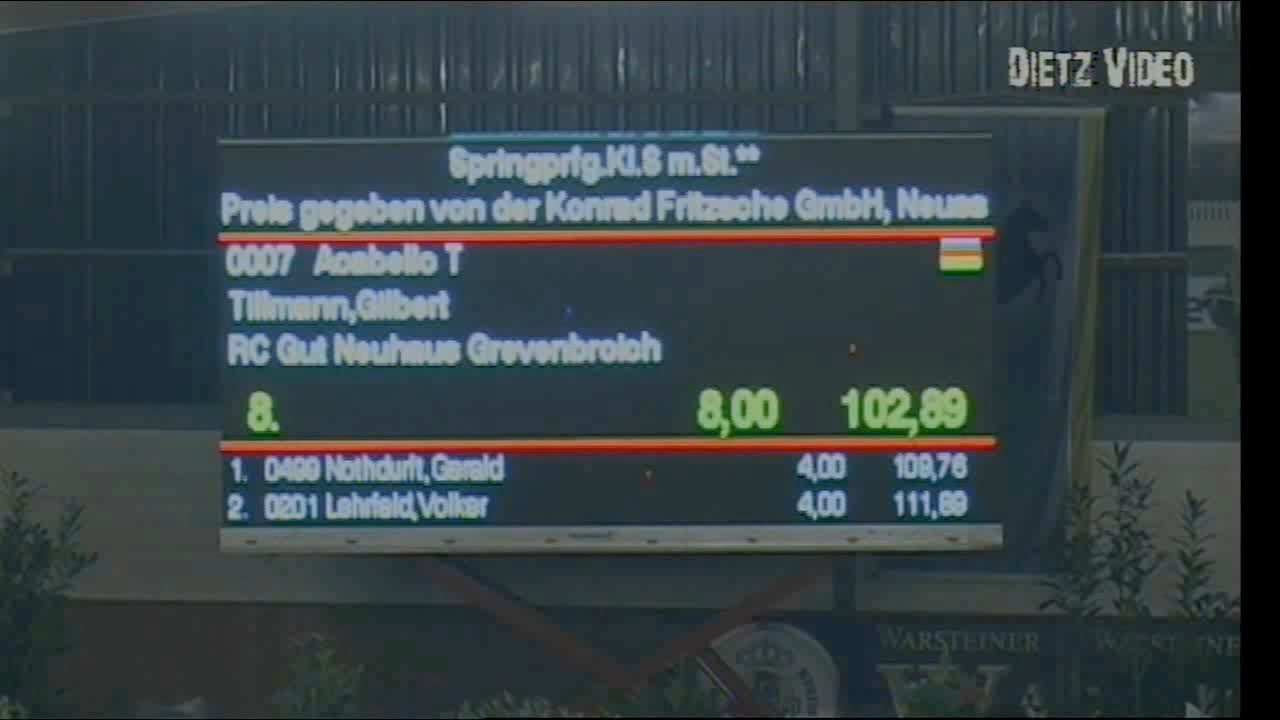 DIETZ VIDEO
Springprfg.Kl.S m.St.**
Preis gegeben von der Konrad Fritzsche GmbH, Neuss
0007 Acabello T
Tillmann,Gilbert
RC Gut Neuhaus Grevenbroich
8. 8,00 102,89
1. 0499 Nothdurft,Gerald 4,00 109,76
2. 0201 Lehrfeld,Volker 4,00 111,89
WARSTEINER WARSTEINE